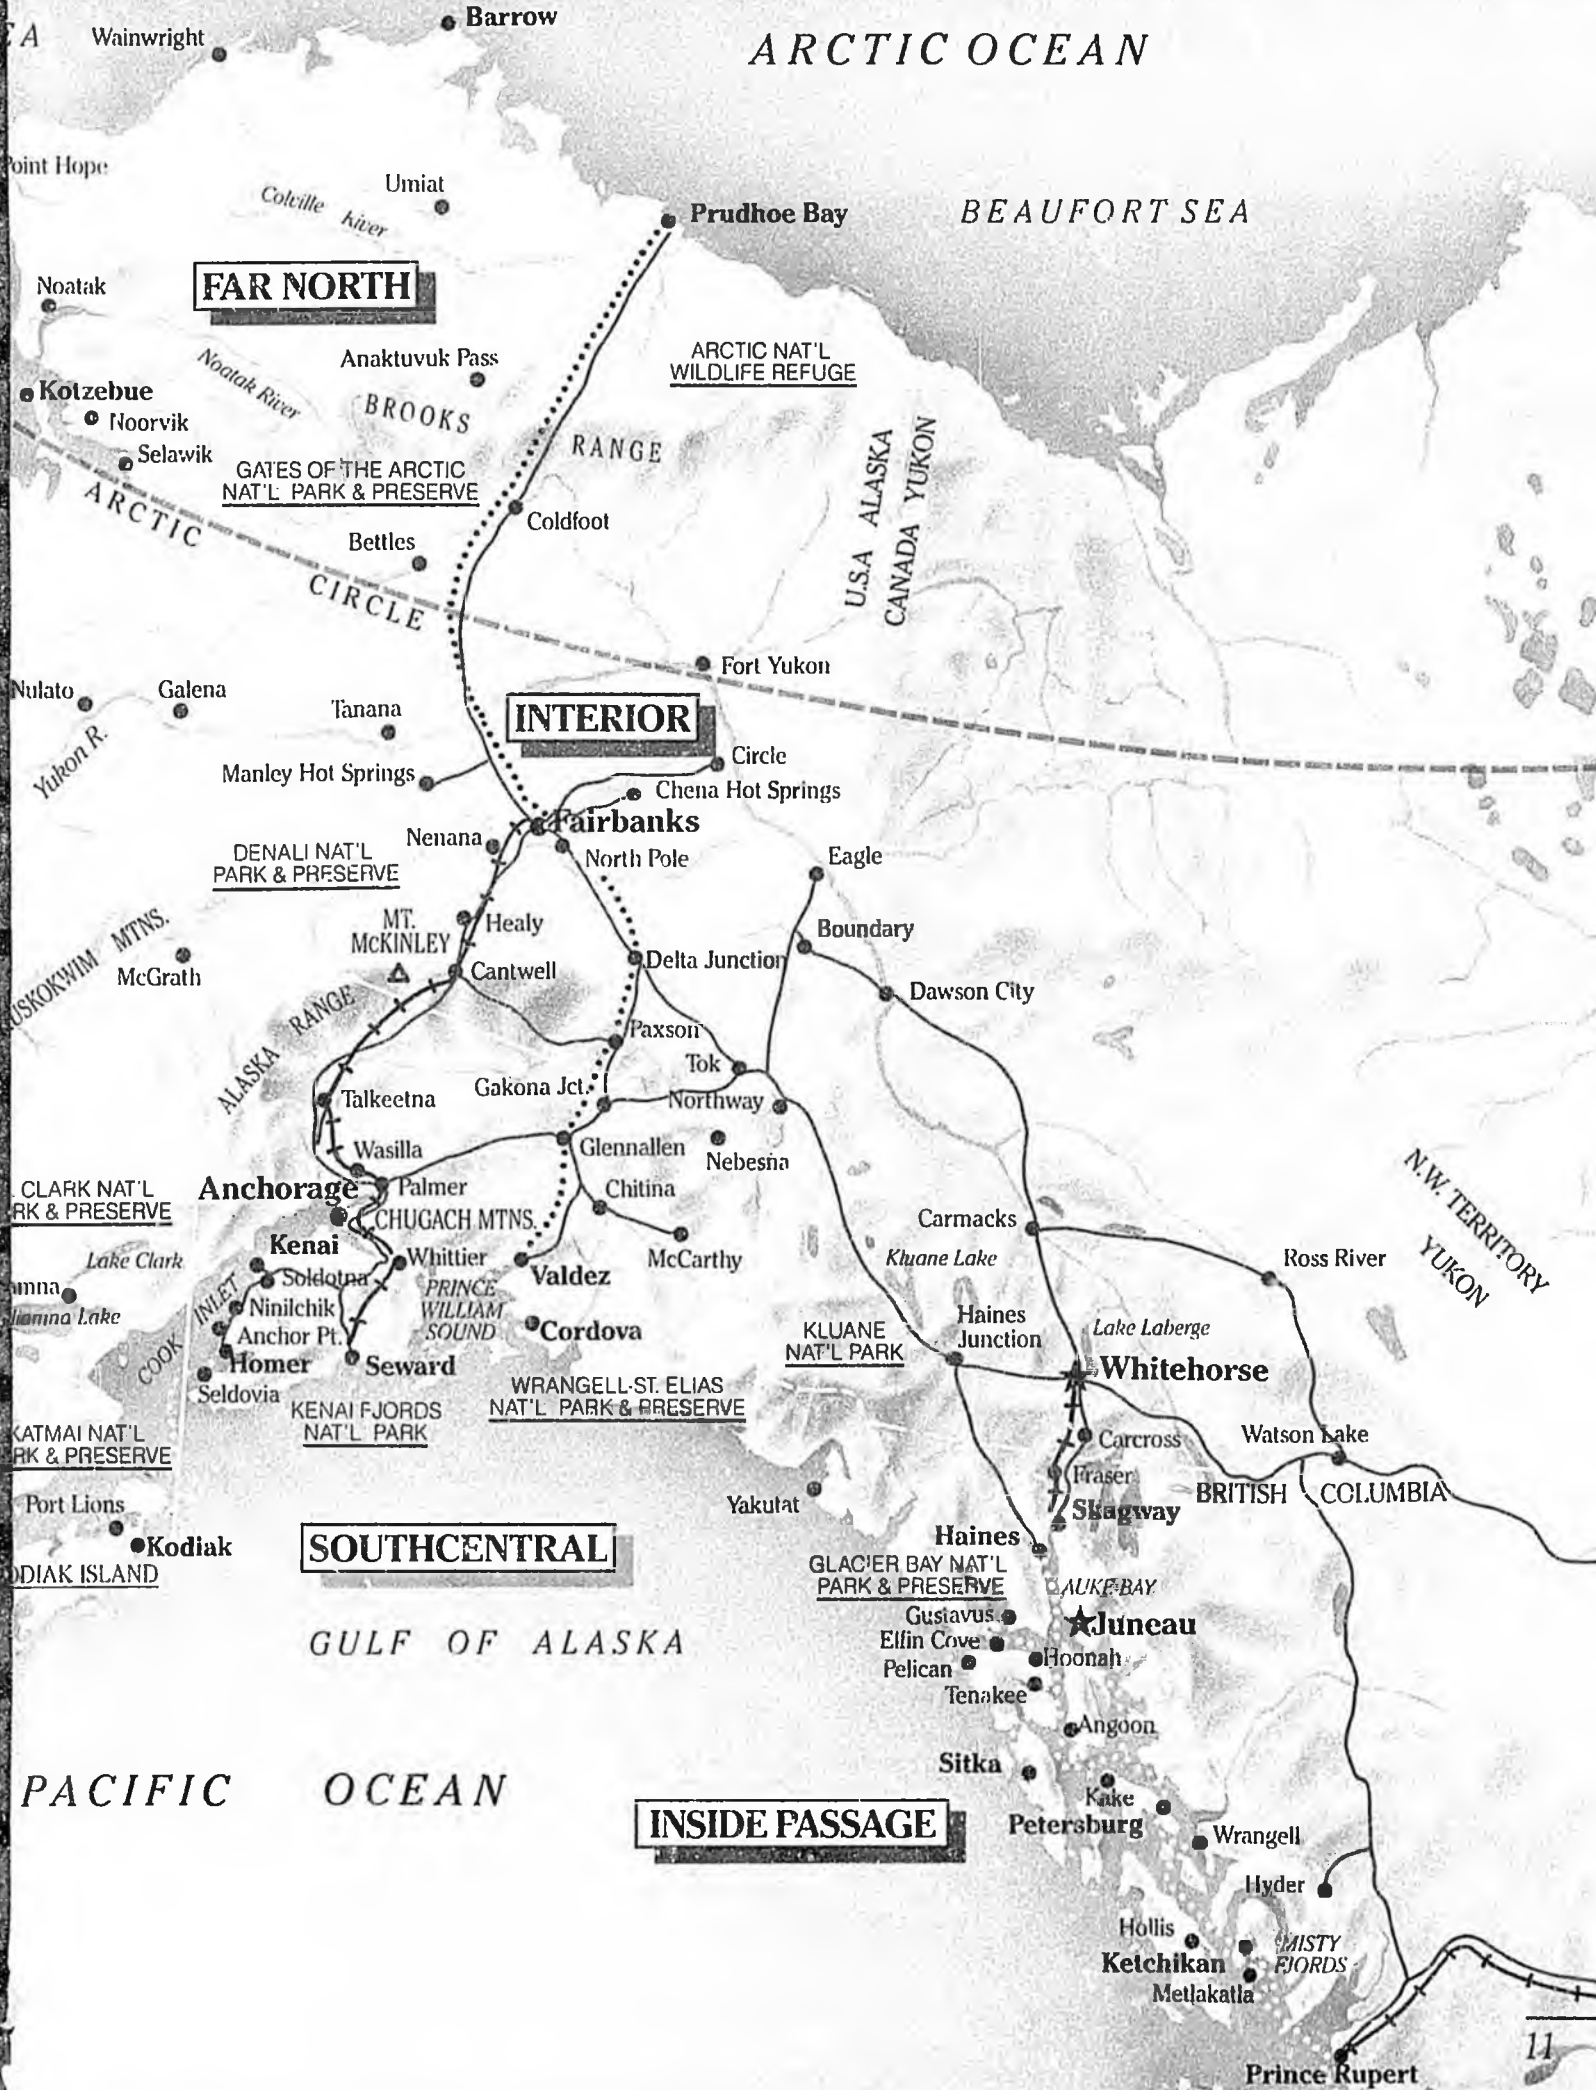 Barrow
Wainwright
ARCTIC OCEAN
Point Hope
Umiat
Colville River
Prudhoe Bay
BEAUFORT SEA
FAR NORTH
Noatak
Anaktuvuk Pass
ARCTIC NAT'L
WILDLIFE REFUGE
Noatak River
Kotzebue
Noorvik
Selawik
BROOKS RANGE
GATES OF THE ARCTIC
NAT'L PARK & PRESERVE
U.S.A ALASKA
CANADA YUKON
ARCTIC CIRCLE
Coldfoot
Bettles
Fort Yukon
Nulato
Galena
Tanana
INTERIOR
Yukon R.
Circle
Manley Hot Springs
Chena Hot Springs
Fairbanks
Nenana
North Pole
DENALI NAT'L
PARK & PRESERVE
Eagle
MT.
McKINLEY
Healy
Boundary
USKOKWIM MTNS.
McGrath
Cantwell
Delta Junction
Dawson City
ALASKA RANGE
Paxson
Tok
Gakona Jct.
Talkeetna
Northway
Wasilla
Glennallen
Nebesna
Anchorage
Palmer
Chitina
CLARK NAT'L
RK & PRESERVE
CHUGACH MTNS.
Carmacks
N.W. TERRITORY
YUKON
Kenai
Whittier
McCarthy
Kluane Lake
Ross River
Lake Clark
Soldotna
Valdez
amna
iamna Lake
COOK INLET
Ninilchik
PRINCE
WILLIAM
SOUND
Anchor Pt.
Cordova
Haines
Junction
Lake Laberge
KLUANE
NAT'L PARK
Homer
Seward
Whitehorse
Seldovia
WRANGELL-ST. ELIAS
NAT'L PARK & PRESERVE
KENAI FJORDS
NAT'L PARK
KATMAI NAT'L
RK & PRESERVE
Carcross
Watson Lake
Fraser
BRITISH COLUMBIA
Port Lions
Yakutat
Skagway
Kodiak
SOUTHCENTRAL
Haines
ODIAK ISLAND
GLACIER BAY NAT'L
PARK & PRESERVE
AUKE BAY
Gustavus
Juneau
Elfin Cove
GULF OF ALASKA
Hoonah
Pelican
Tenakee
Angoon
Sitka
PACIFIC OCEAN
Kake
INSIDE PASSAGE
Petersburg
Wrangell
Hyder
Hollis
MISTY
FJORDS
Ketchikan
Metlakatla
11
Prince Rupert